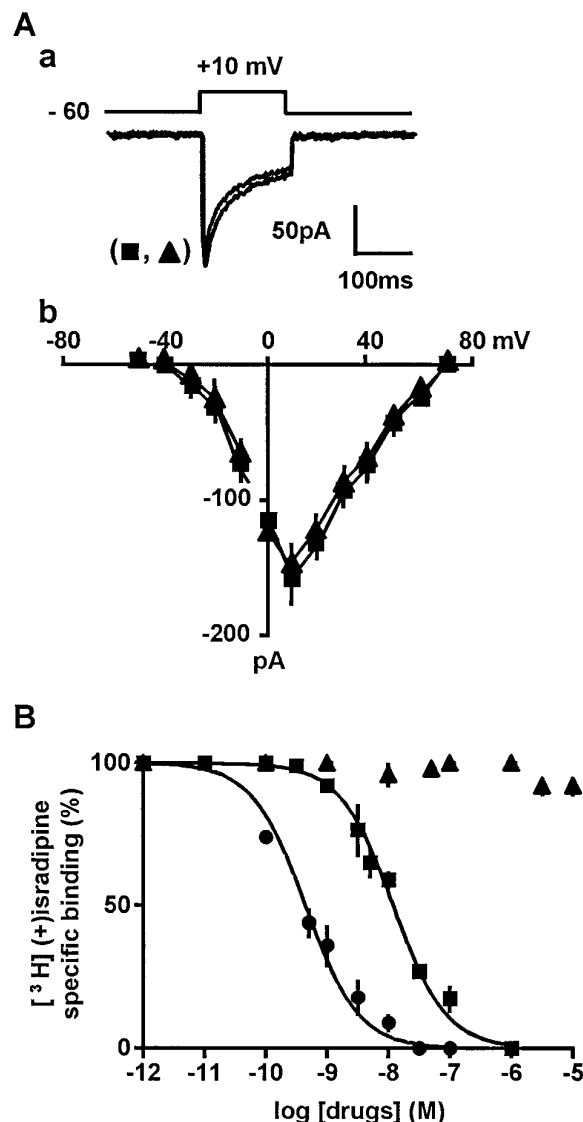 A
a
+10 mV
- 60
(■, ▲)
50pA
100ms
b
-80 -40 0 40 80 mV
-100
-200
pA
B
[³H] (+)isradipine
specific binding (%)
100
50
0
-12 -11 -10 -9 -8 -7 -6 -5
log [drugs] (M)